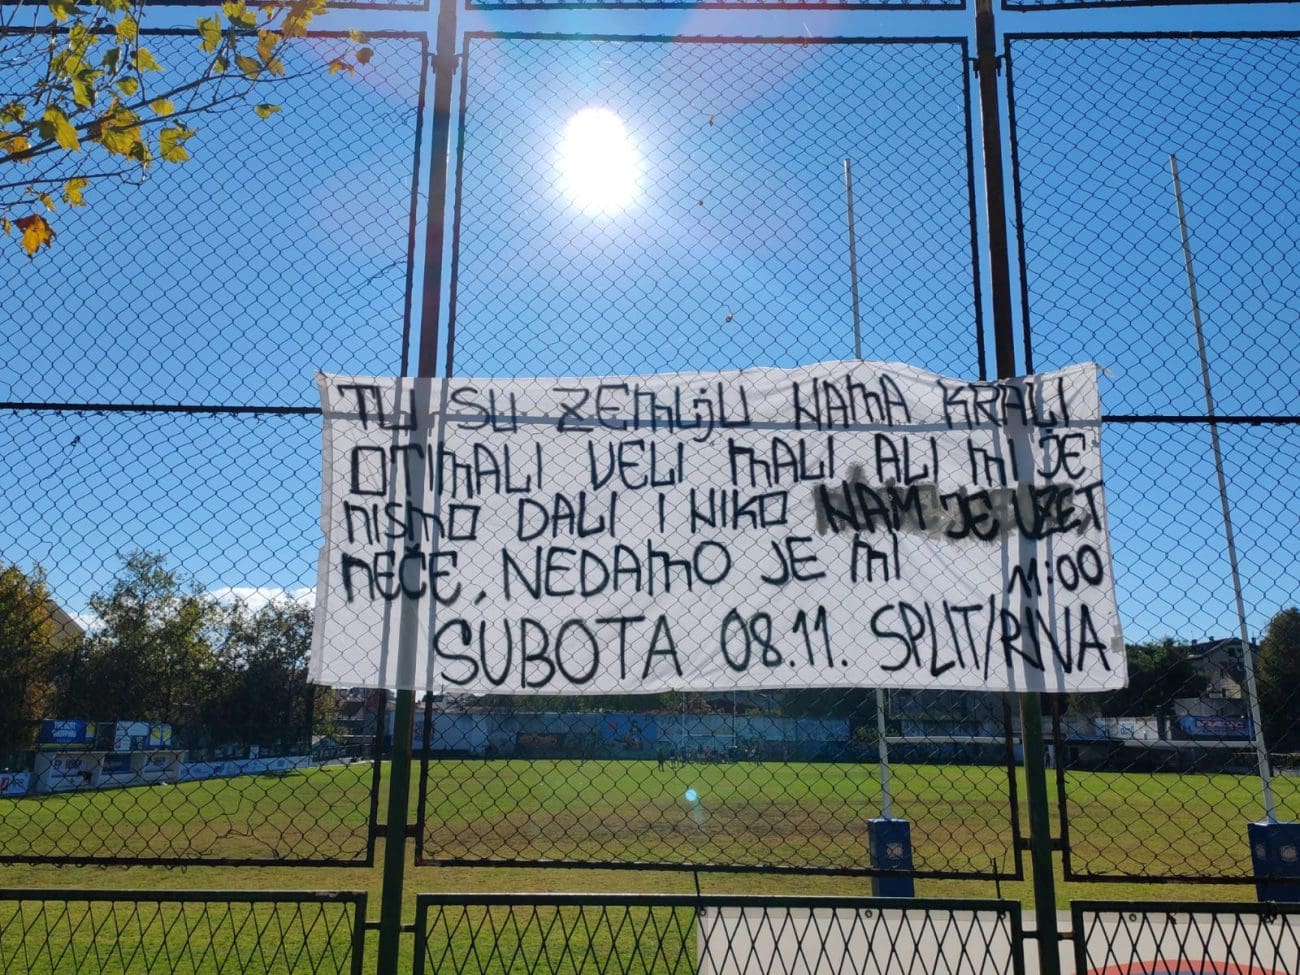 TU SU ZEMLJU NAMA KRALI
OTIMALI VELI MALI ALI MI JE
NISMO DALI I NIKO NAM JE UZET
NEĆE, NEDAMO JE MI
11:00
SUBOTA 08.11. SPLIT/RIVA